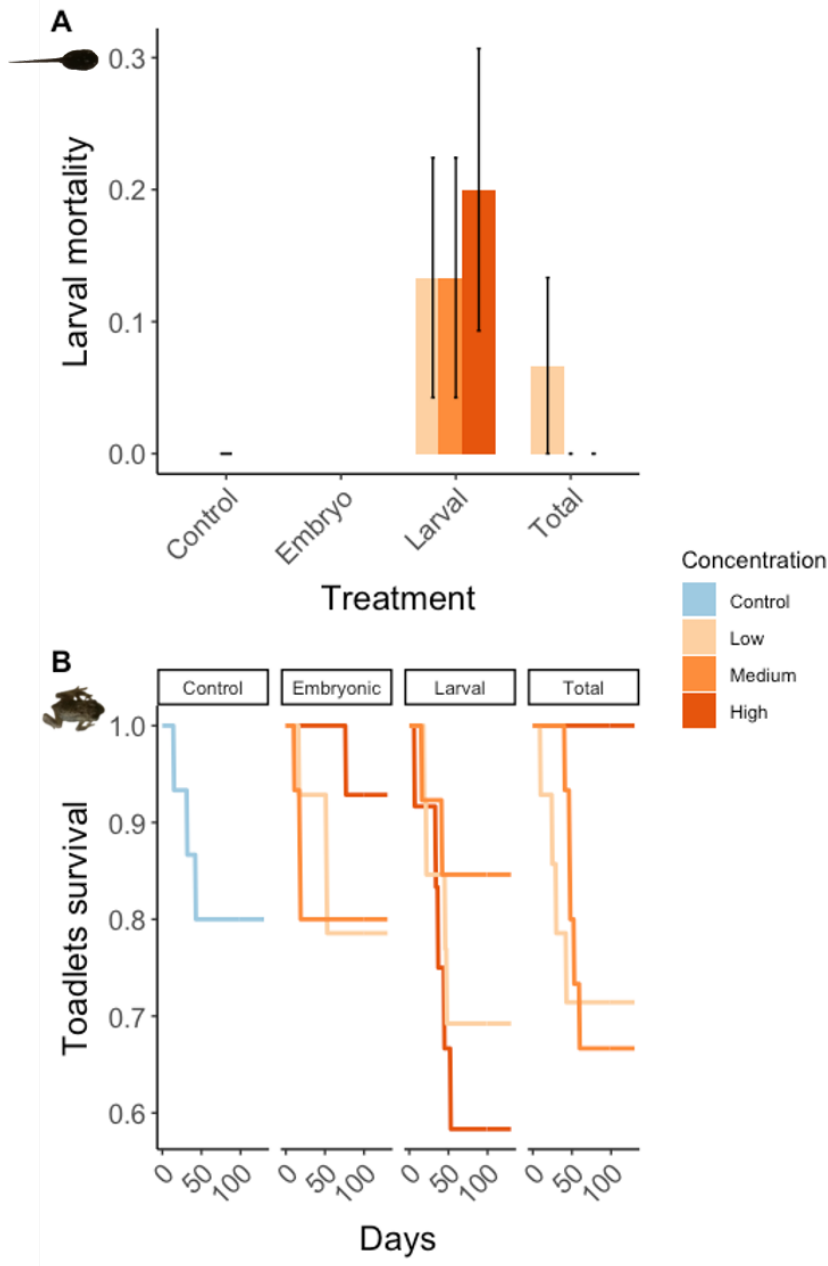 A
Larval mortality
0.3
0.2
0.1
0.0
Control
Embryo
Larval
Total
Treatment
Concentration
Control
Low
Medium
High
B
Control
Embryonic
Larval
Total
Toadlets survival
1.0
0.9
0.8
0.7
0.6
0 50 100 0 50 100 0 50 100 0 50 100
Days